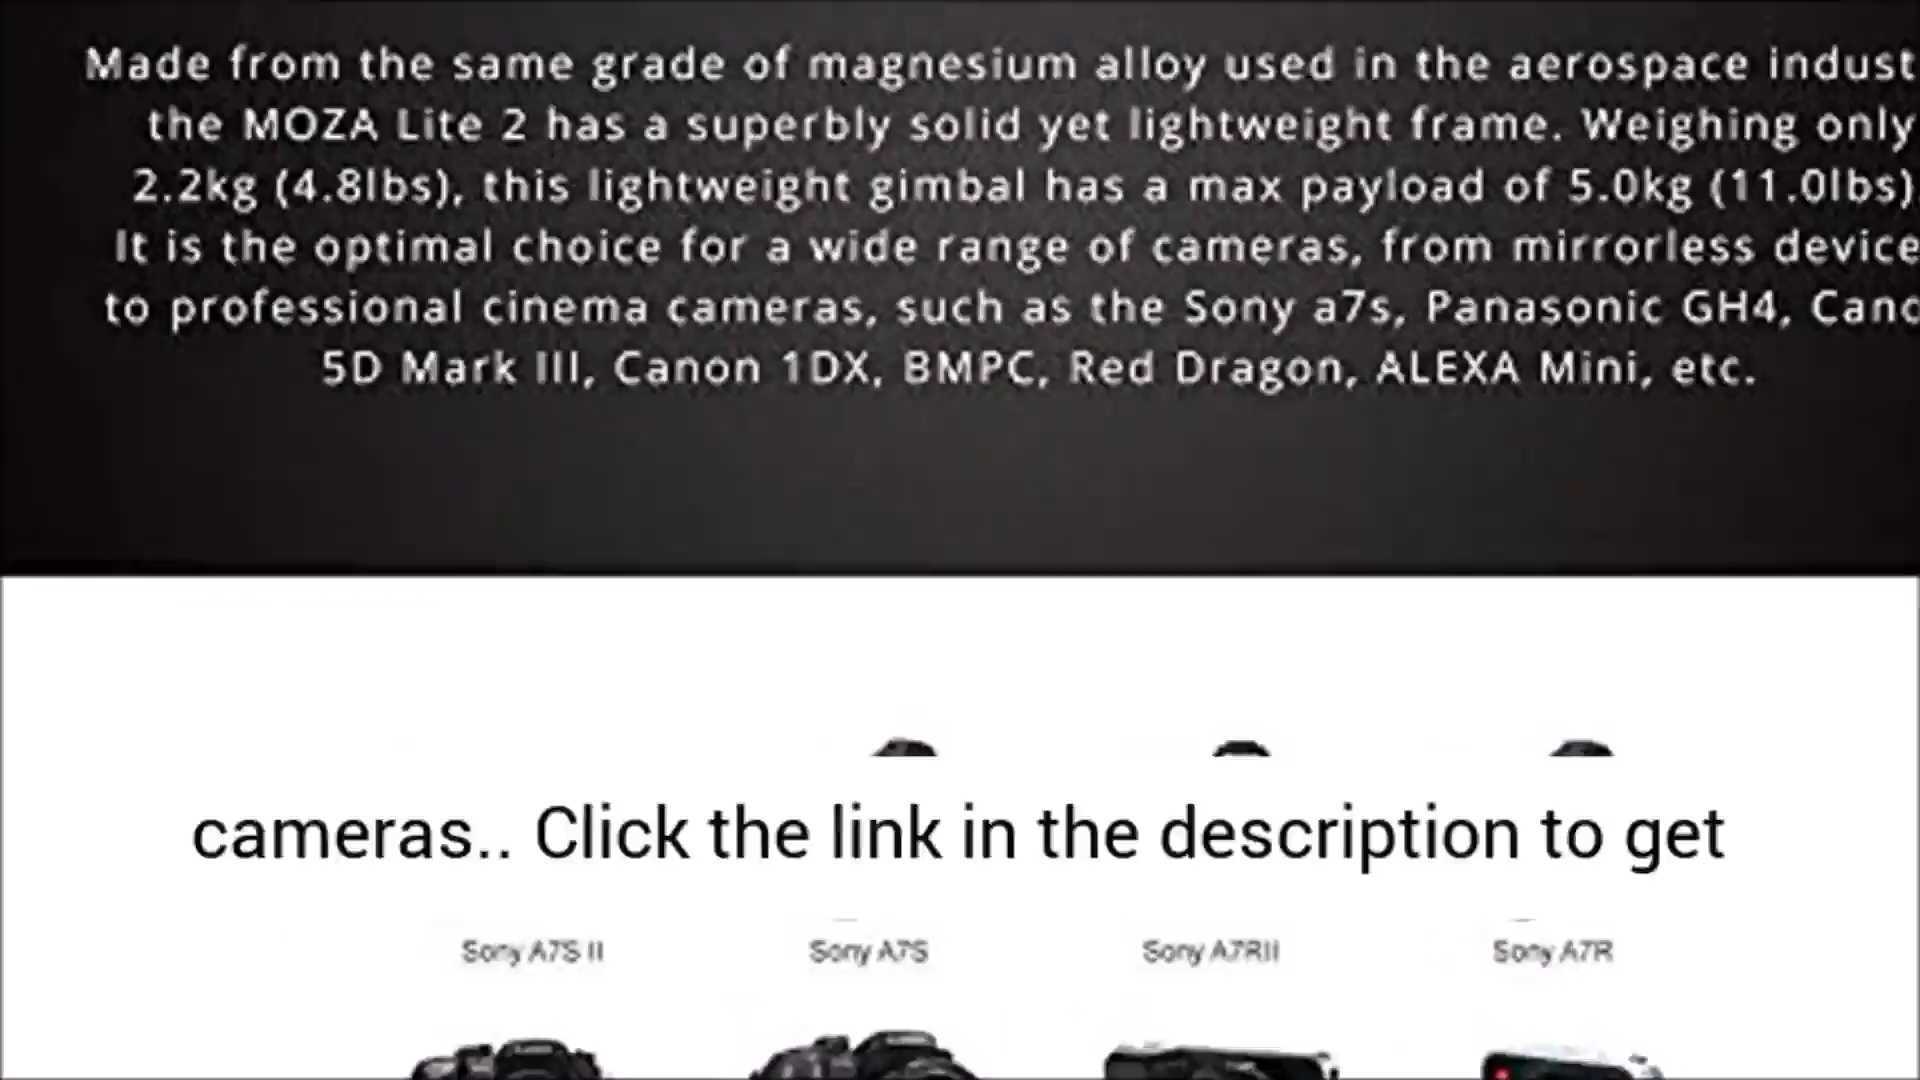 Made from the same grade of magnesium alloy used in the aerospace indust
the MOZA Lite 2 has a superbly solid yet lightweight frame. Weighing only
2.2kg (4.8lbs), this lightweight gimbal has a max payload of 5.0kg (11.0lbs)
It is the optimal choice for a wide range of cameras, from mirrorless device
to professional cinema cameras, such as the Sony a7s, Panasonic GH4, Cano
5D Mark III, Canon 1DX, BMPC, Red Dragon, ALEXA Mini, etc.
cameras.. Click the link in the description to get
Sony A7S II Sony A7S Sony A7RII Sony A7R